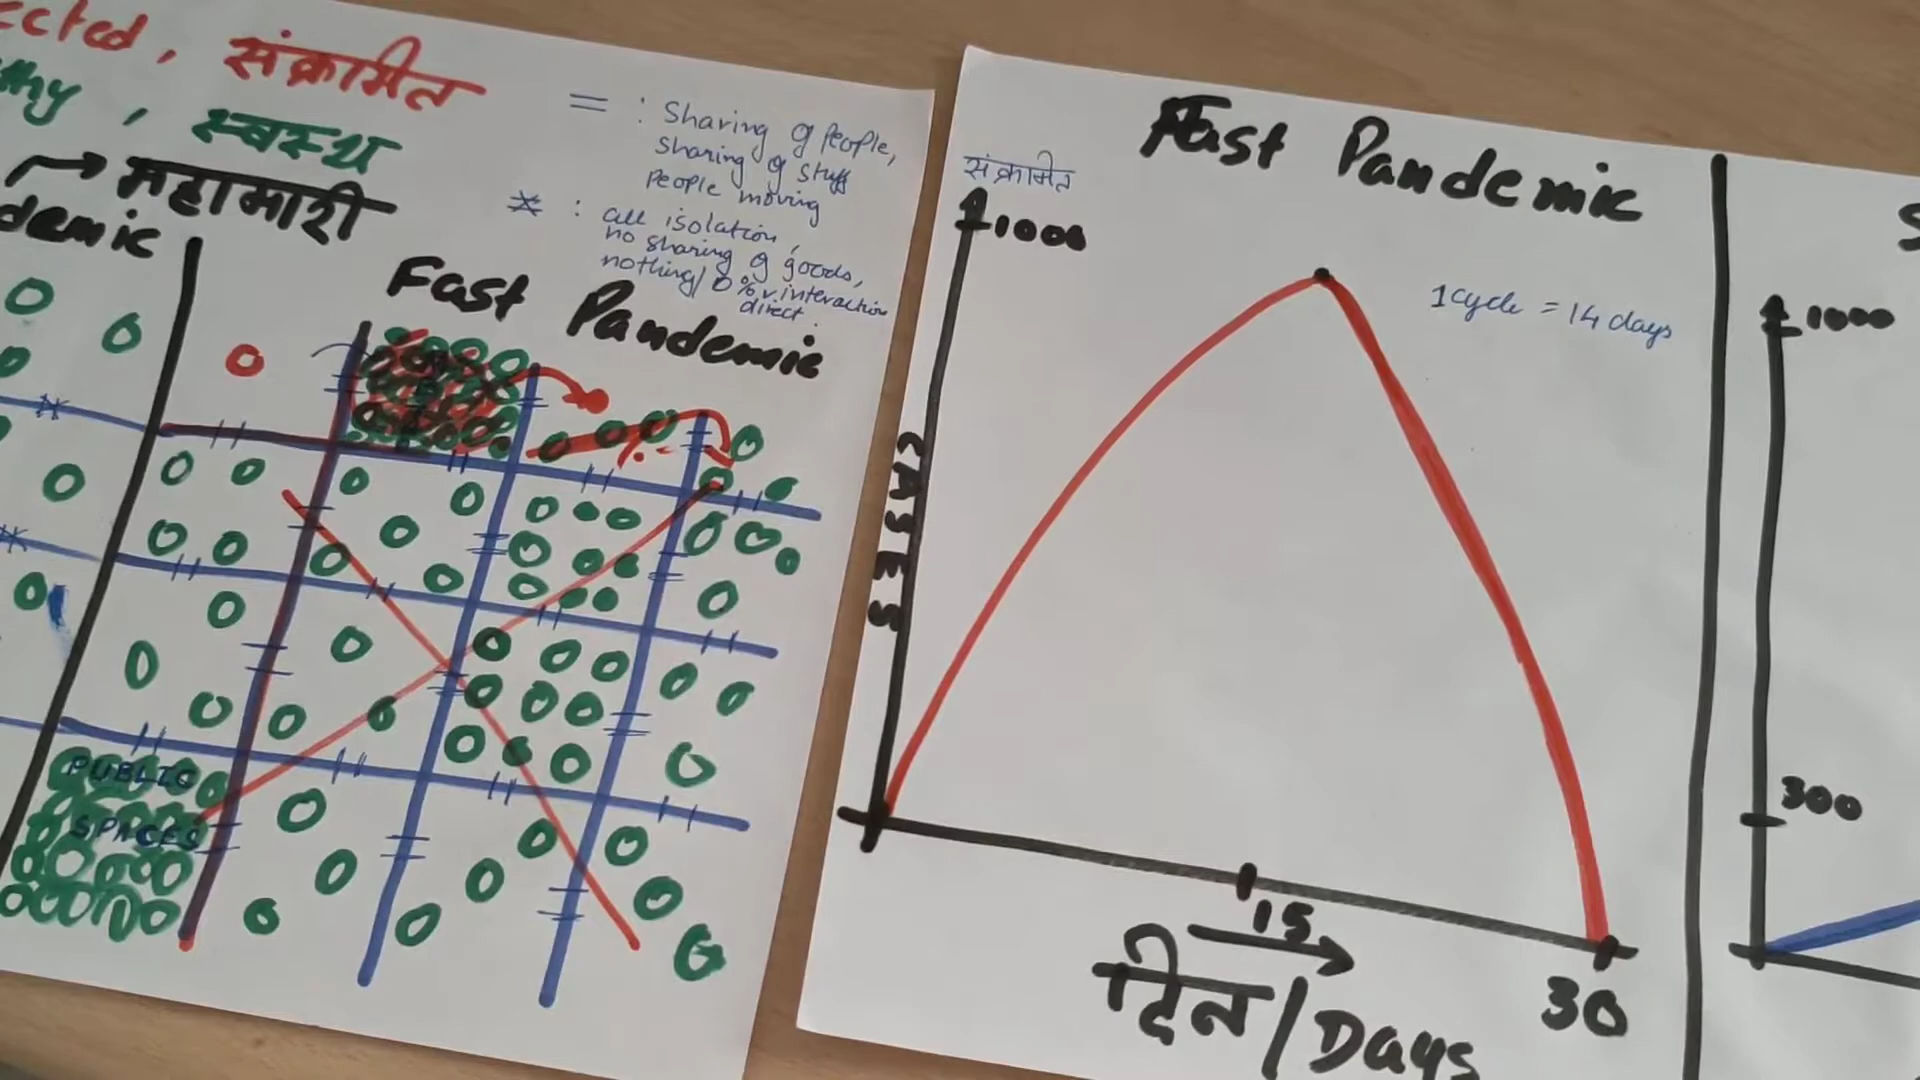 ected, संक्रामित
thy, स्वस्थ
→ महामारी
demic
= : Sharing of people,
sharing of stuff
people moving
* : all isolation,
no sharing of goods,
nothing / 0% interaction
direct.
Fast Pandemic
PUBLIC
SPACES
Fast Pandemic
संक्रामित
1000
1 cycle = 14 days
CASES
15
30
दिन / Days
S
1000
300